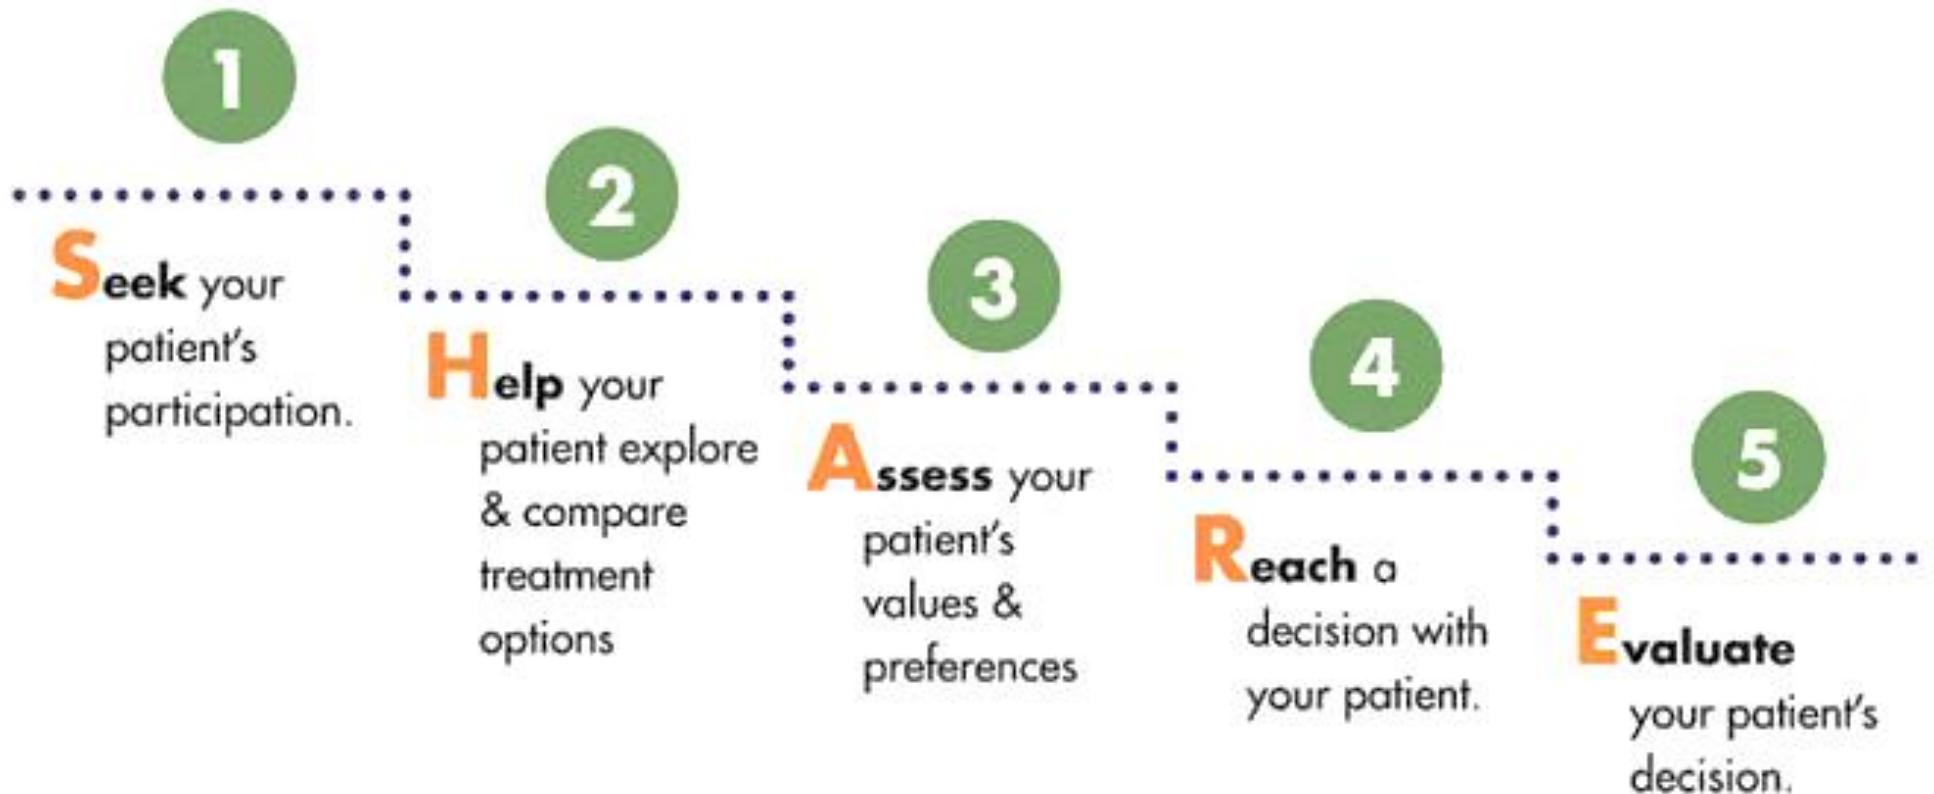 1
Seek your
patient's
participation.
2
Help your
patient explore
& compare
treatment
options
3
Assess your
patient's
values &
preferences
4
Reach a
decision with
your patient.
5
Evaluate
your patient's
decision.